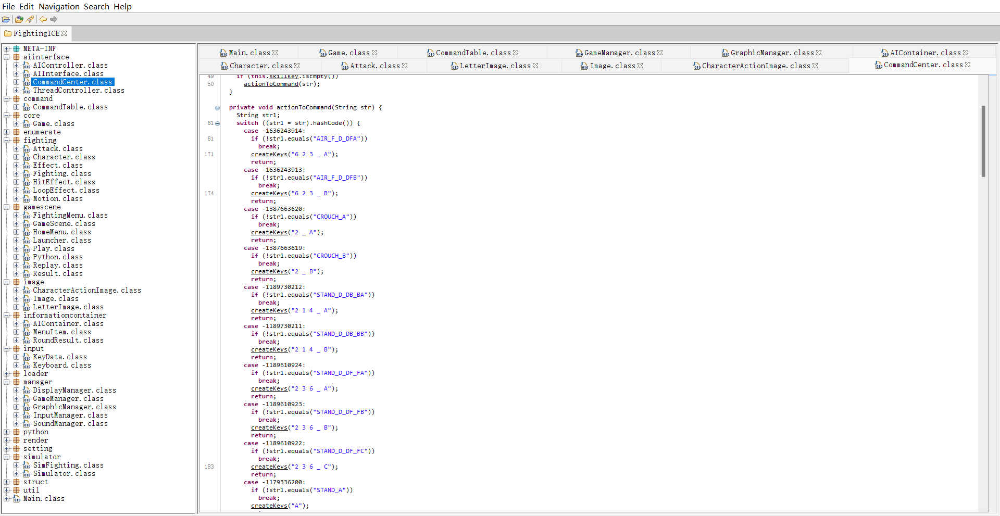 File Edit Navigation Search Help
FightingICE
META-INF
aiinterface
AIController.class
AIInterface.class
CommandCenter.class
ThreadController.class
command
CommandTable.class
core
Game.class
enumerate
fighting
Attack.class
Character.class
Effect.class
Fighting.class
HitEffect.class
LoopEffect.class
Motion.class
gamescene
FightingMenu.class
GameScene.class
HomeMenu.class
Launcher.class
Play.class
Python.class
Replay.class
Result.class
image
CharacterActionImage.class
Image.class
LetterImage.class
informationcontainer
AIContainer.class
MenuItem.class
RoundResult.class
input
KeyData.class
Keyboard.class
loader
manager
DisplayManager.class
GameManager.class
GraphicManager.class
InputManager.class
SoundManager.class
python
render
setting
simulator
SimFighting.class
Simulator.class
struct
util
Main.class
Main.class Game.class CommandTable.class GameManager.class GraphicManager.class AIContainer.class
Character.class Attack.class LetterImage.class Image.class CharacterActionImage.class CommandCenter.class
49 if (this.skillKey.isEmpty())
50 actionToCommand(str);
}
private void actionToCommand(String str) {
String str1;
61 switch ((str1 = str).hashCode()) {
case -1636243914:
61 if (!str1.equals("AIR_F_D_DFA"))
break;
171 createKeys("6 2 3 _ A");
return;
case -1636243913:
if (!str1.equals("AIR_F_D_DFB"))
break;
174 createKeys("6 2 3 _ B");
return;
case -1387663620:
if (!str1.equals("CROUCH_A"))
break;
createKeys("2 _ A");
return;
case -1387663619:
if (!str1.equals("CROUCH_B"))
break;
createKeys("2 _ B");
return;
case -1189730212:
if (!str1.equals("STAND_D_DB_BA"))
break;
createKeys("2 1 4 _ A");
return;
case -1189730211:
if (!str1.equals("STAND_D_DB_BB"))
break;
createKeys("2 1 4 _ B");
return;
case -1189610924:
if (!str1.equals("STAND_D_DF_FA"))
break;
createKeys("2 3 6 _ A");
return;
case -1189610923:
if (!str1.equals("STAND_D_DF_FB"))
break;
createKeys("2 3 6 _ B");
return;
case -1189610922:
if (!str1.equals("STAND_D_DF_FC"))
break;
183 createKeys("2 3 6 _ C");
return;
case -1179336200:
if (!str1.equals("STAND_A"))
break;
createKeys("A");